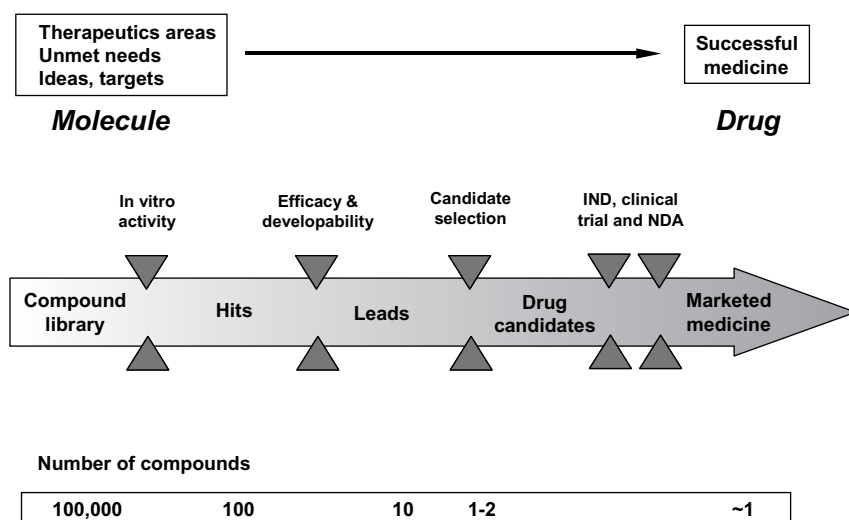 Therapeutics areas
Unmet needs
Ideas, targets
Successful
medicine
Molecule
Drug
In vitro
activity
Efficacy &
developability
Candidate
selection
IND, clinical
trial and NDA
Compound
library
Hits
Leads
Drug
candidates
Marketed
medicine
Number of compounds
100,000 100 10 1-2 ~1